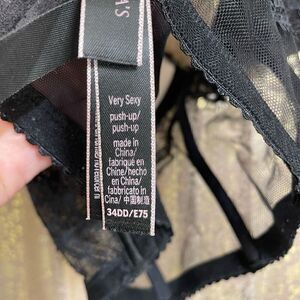 A'S
Very Sexy
push-up/
push-up
made in
China/
fabriqué en
Chine/hecho
en China/
fabbricato in
Cina/ 中国制造
34DD/E75